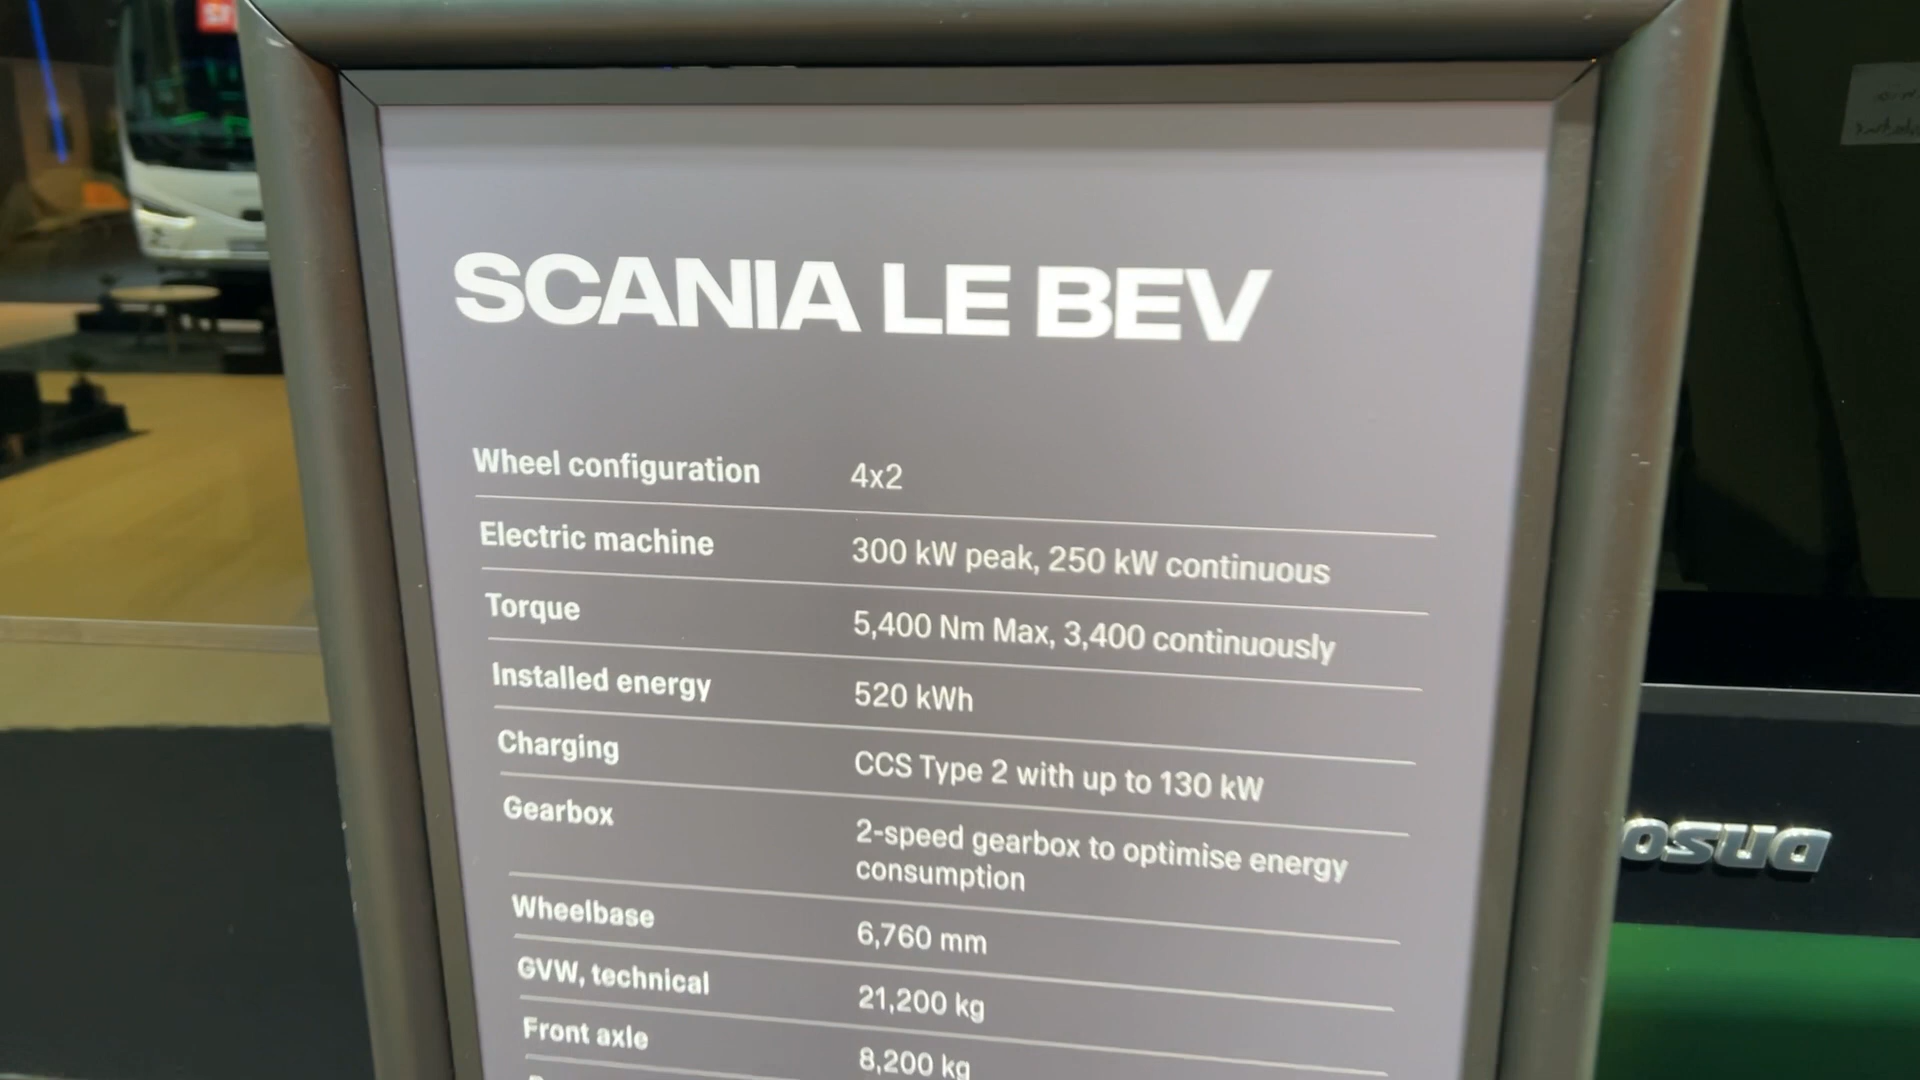 SCANIA LE BEV
Wheel configuration 4x2
Electric machine 300 kW peak, 250 kW continuous
Torque 5,400 Nm Max, 3,400 continuously
Installed energy 520 kWh
Charging CCS Type 2 with up to 130 kW
Gearbox 2-speed gearbox to optimise energy
consumption
Wheelbase 6,760 mm
GVW, technical 21,200 kg
Front axle 8,200 kg